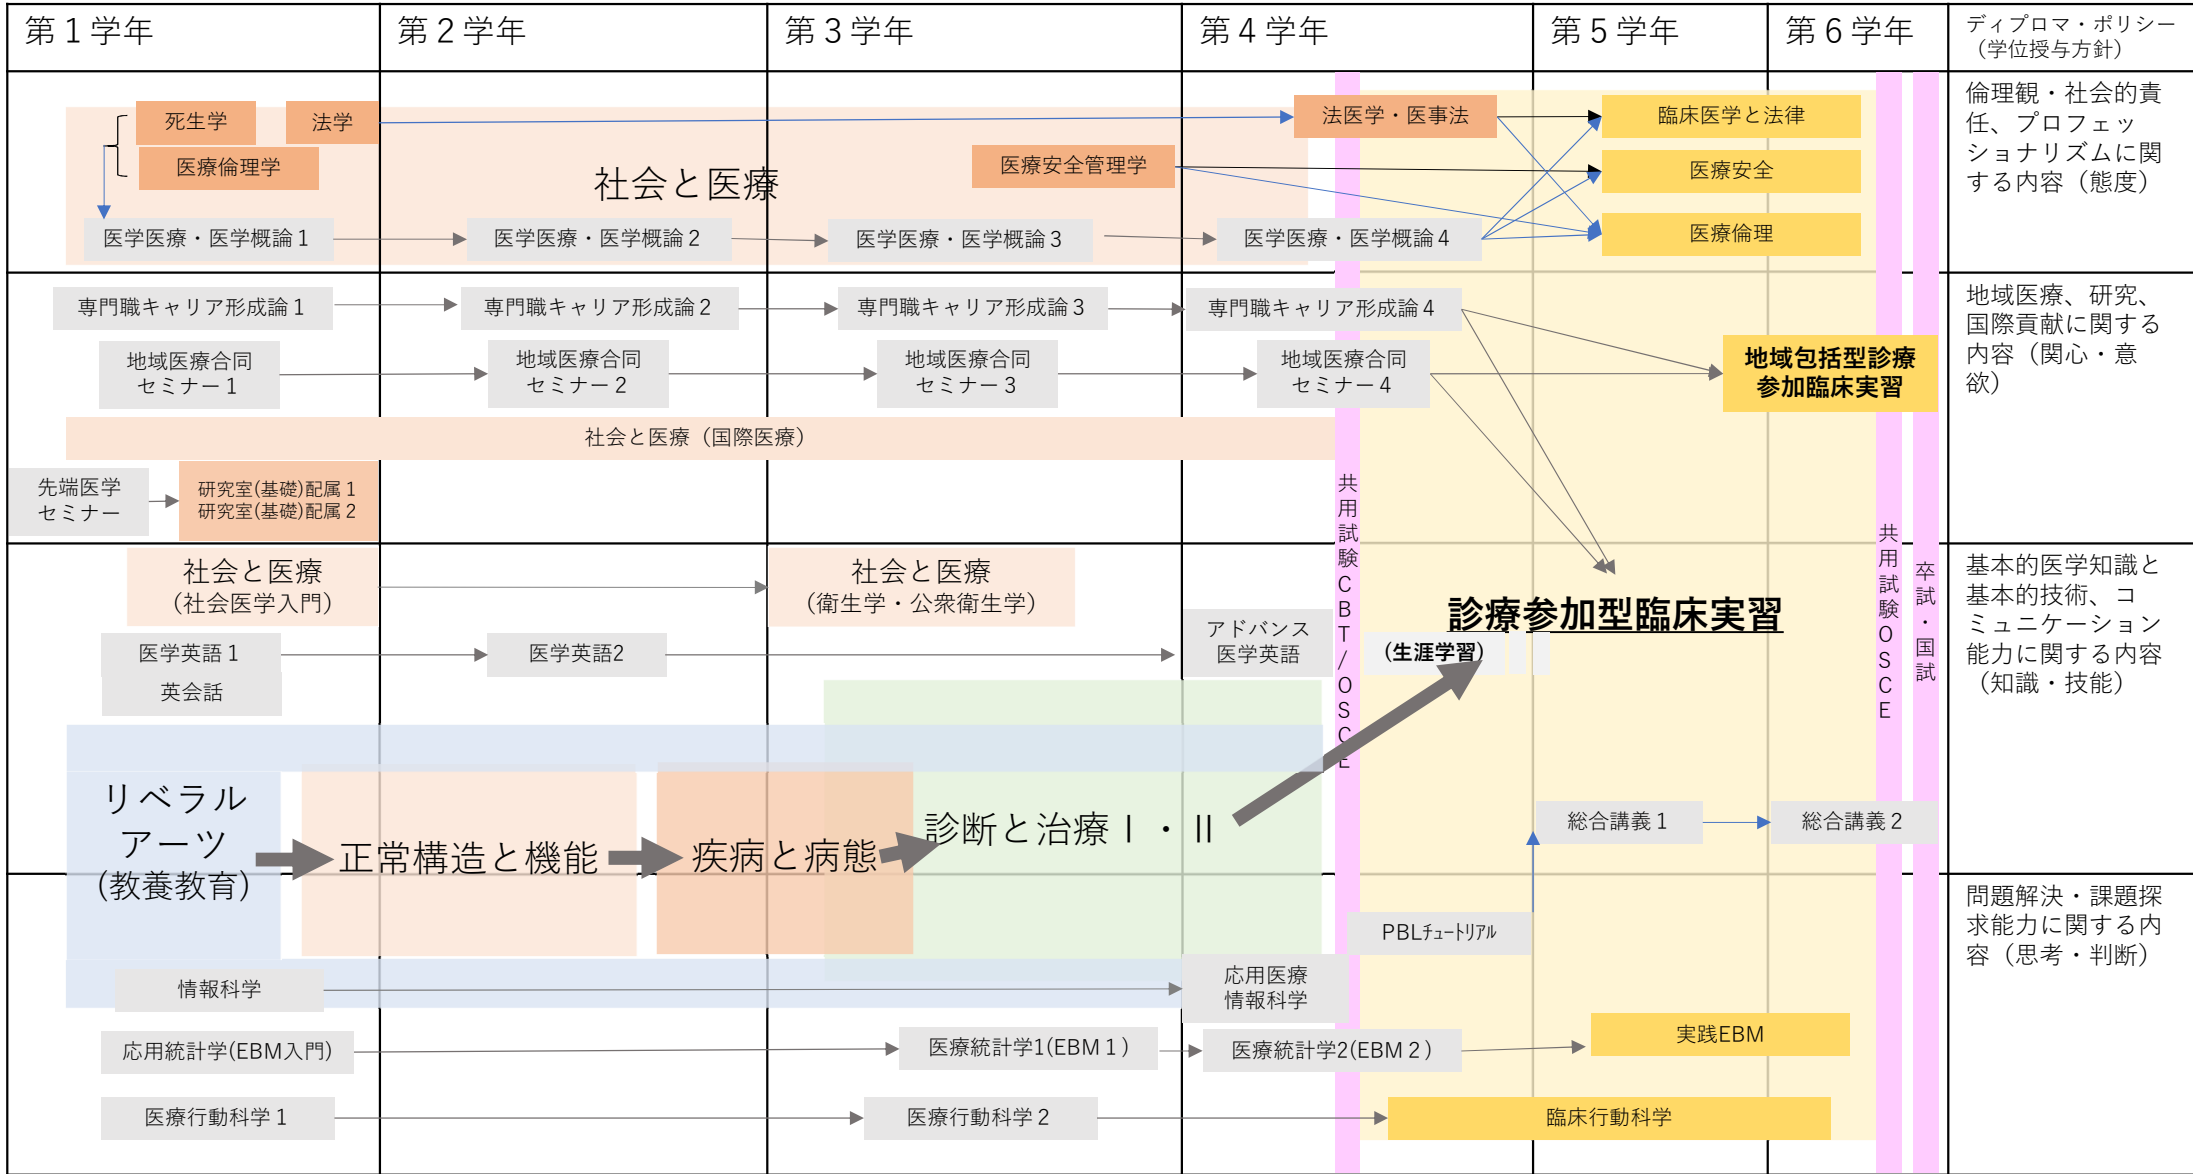 第１学年
第２学年
第３学年
第４学年
第５学年
第６学年
ディプロマ・ポリシー
（学位授与方針）
死生学
法学
医療倫理学
社会と医療
医療安全管理学
法医学・医事法
臨床医学と法律
医療安全
医療倫理
医学医療・医学概論１
医学医療・医学概論２
医学医療・医学概論３
医学医療・医学概論４
倫理観・社会的責
任、プロフェッ
ショナリズムに関
する内容（態度）
専門職キャリア形成論１
専門職キャリア形成論２
専門職キャリア形成論３
専門職キャリア形成論４
地域医療合同
セミナー１
地域医療合同
セミナー２
地域医療合同
セミナー３
地域医療合同
セミナー４
地域包括型診療
参加臨床実習
社会と医療（国際医療）
先端医学
セミナー
研究室(基礎)配属１
研究室(基礎)配属２
地域医療、研究、
国際貢献に関する
内容（関心・意
欲）
共用試験ＣＢＴ/ＯＳＣＥ
共用試験ＯＳＣＥ
卒試・国試
社会と医療
（社会医学入門）
社会と医療
（衛生学・公衆衛生学）
医学英語１
英会話
医学英語2
アドバンス
医学英語
診療参加型臨床実習
（生涯学習）
リベラル
アーツ
（教養教育）
正常構造と機能
疾病と病態
診断と治療Ⅰ・Ⅱ
総合講義１
総合講義２
基本的医学知識と
基本的技術、コ
ミュニケーション
能力に関する内容
（知識・技能）
PBLﾁｭｰﾄﾘｱﾙ
情報科学
応用医療
情報科学
応用統計学(EBM入門)
医療統計学1(EBM１)
医療統計学2(EBM２)
実践EBM
医療行動科学１
医療行動科学２
臨床行動科学
問題解決・課題探
求能力に関する内
容（思考・判断）